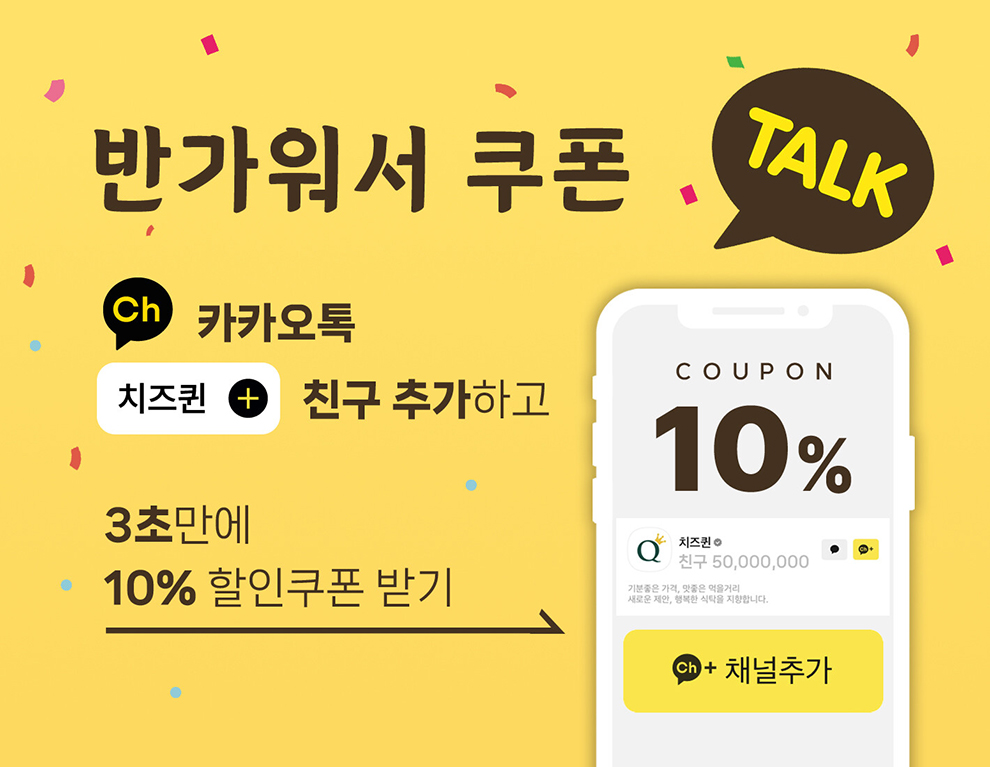 반가워서 쿠폰
TALK
Ch 카카오톡
치즈퀸 + 친구 추가하고
3초만에
10% 할인쿠폰 받기
COUPON
10%
Q 치즈퀸
친구 50,000,000
Ch+
기분좋은 가격, 맛좋은 먹을거리
새로운 제안, 행복한 식탁을 지향합니다.
Ch+ 채널추가